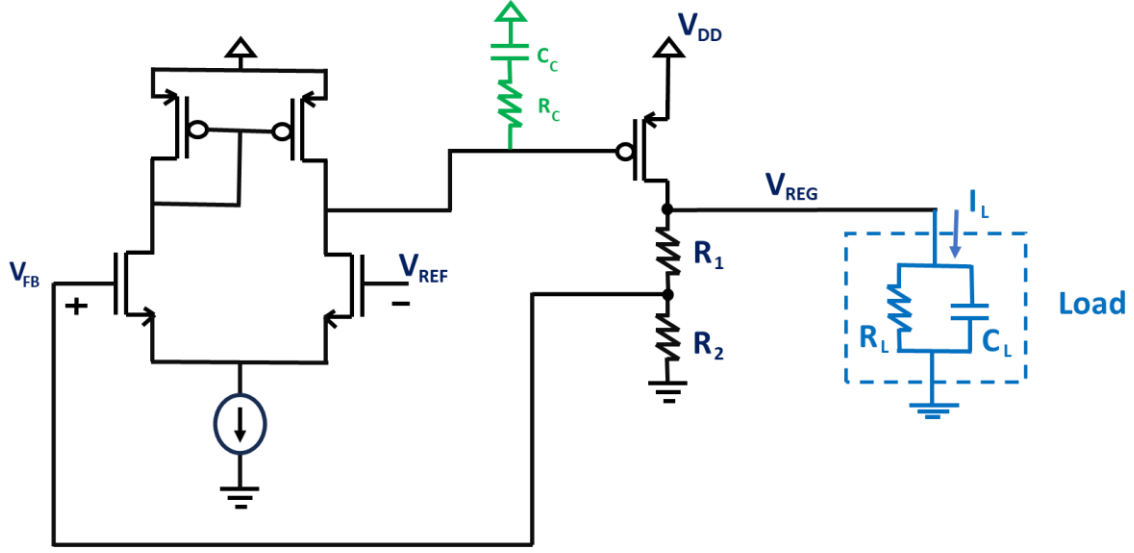 V_DD
C_C
R_C
V_REG
I_L
V_FB
+
V_REF
−
R_1
R_2
R_L
C_L
Load